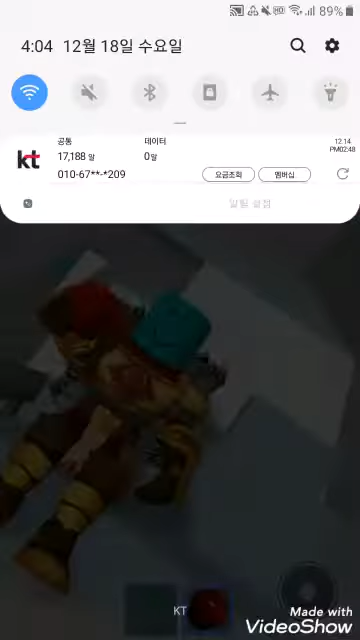 89%
4:04 12월 18일 수요일
공통 데이터 12.14
kt 17,188 알 0알 PM02:48
010-67**-*209 요금조회 멤버십
알림 설정
KT
Made with
VideoShow